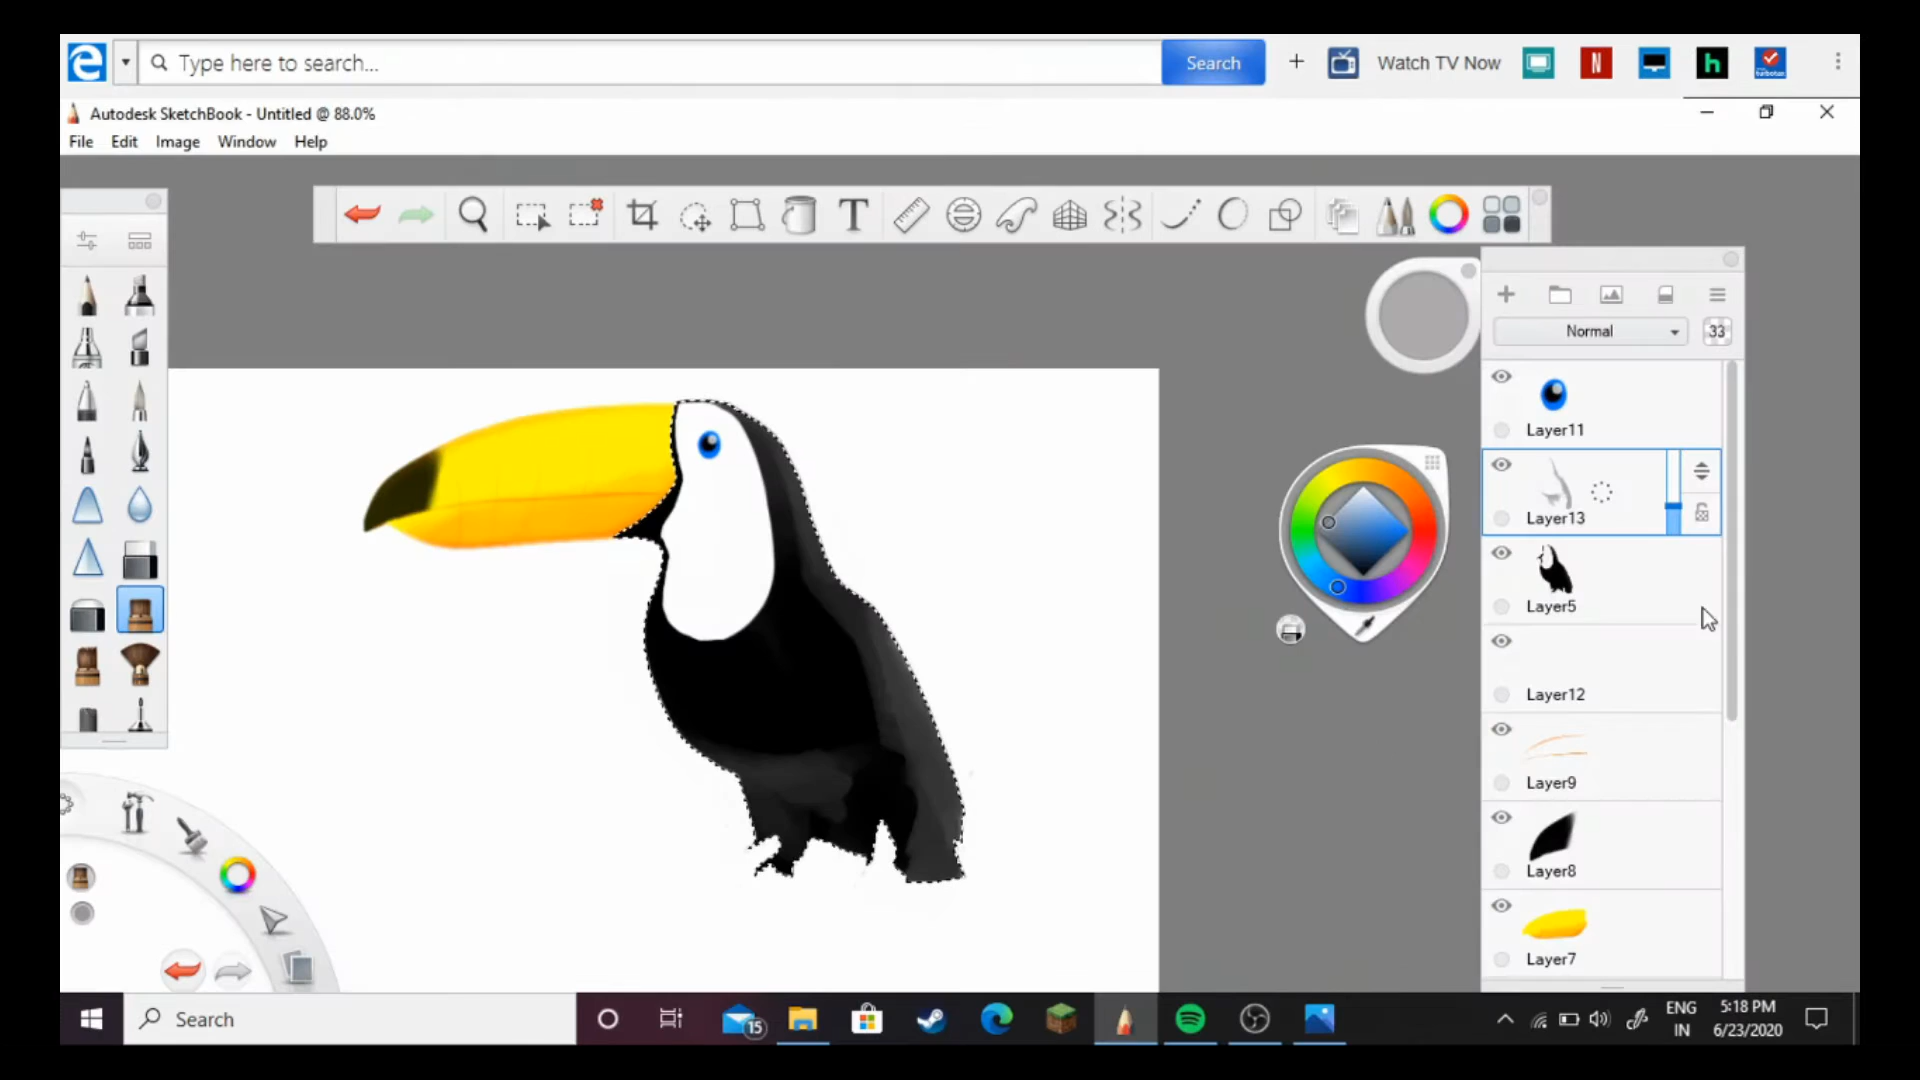 Type here to search...
Search
Watch TV Now
N
h
turbotax
Autodesk SketchBook - Untitled @ 88.0%
File Edit Image Window Help
T
Normal
33
Layer11
Layer13
Layer5
Layer12
Layer9
Layer8
Layer7
Search
15
ENG
IN
5:18 PM
6/23/2020